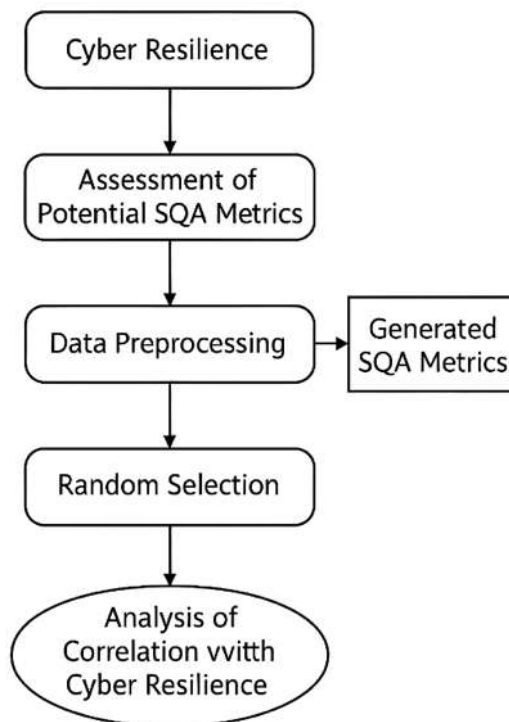 Cyber Resilience
Assessment of
Potential SQA Metrics
Data Preprocessing
Generated
SQA Metrics
Random Selection
Analysis of
Correlation vvitth
Cyber Resilience